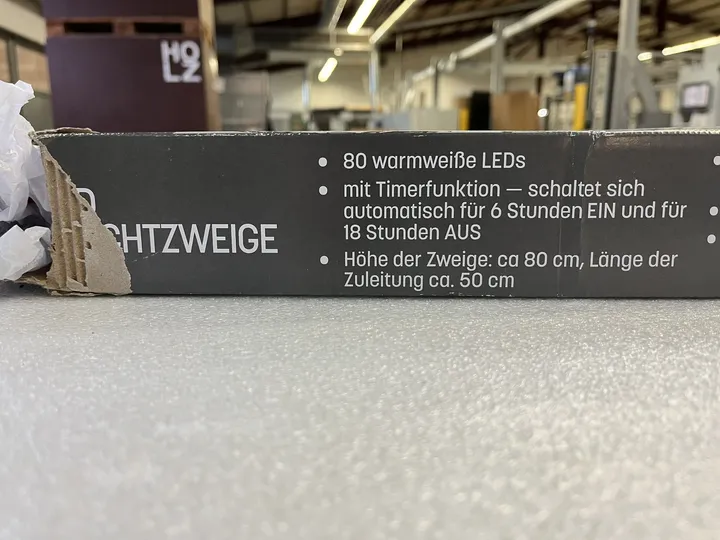 HO
LZ
CHTZWEIGE
• 80 warmweiße LEDs
• mit Timerfunktion — schaltet sich
automatisch für 6 Stunden EIN und für
18 Stunden AUS
• Höhe der Zweige: ca 80 cm, Länge der
Zuleitung ca. 50 cm